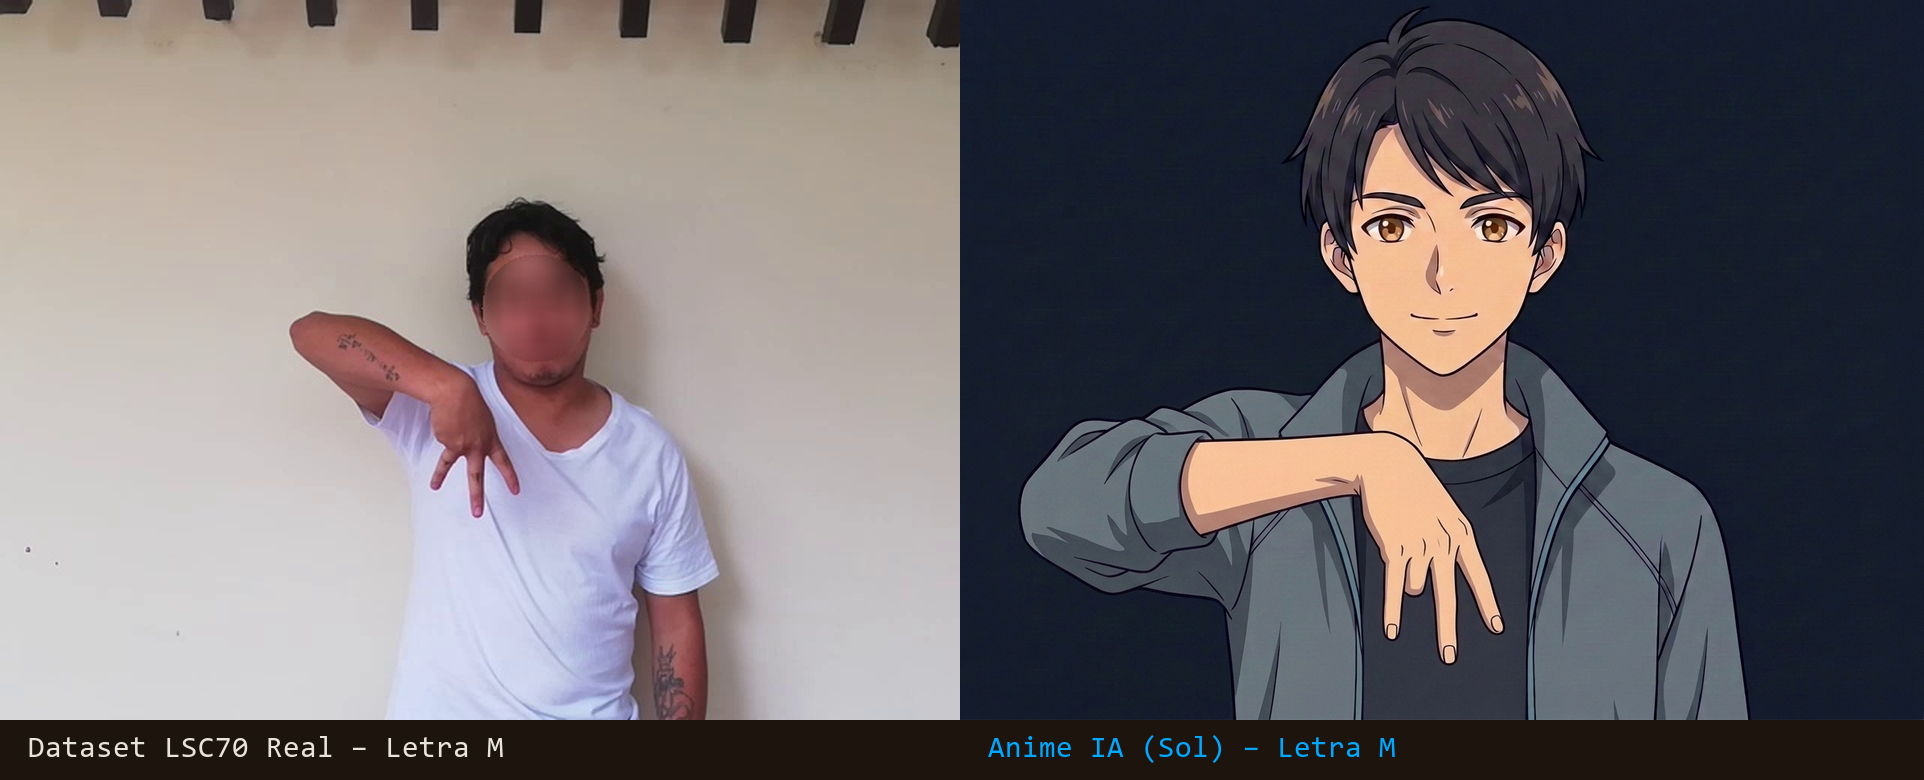 Dataset LSC70 Real – Letra M
Anime IA (Sol) – Letra M